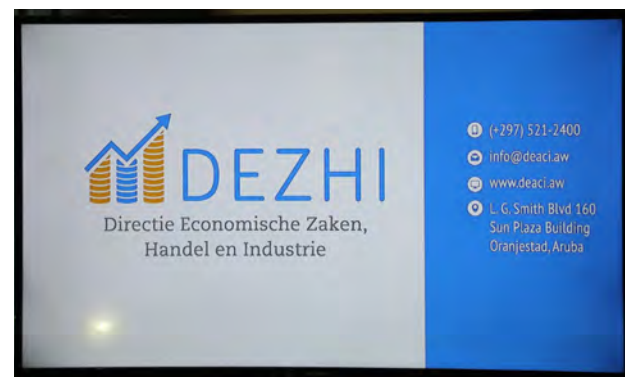 DEZHI
Directie Economische Zaken,
Handel en Industrie
(+297) 521-2400
info@deaci.aw
www.deaci.aw
L. G. Smith Blvd 160
Sun Plaza Building
Oranjestad, Aruba